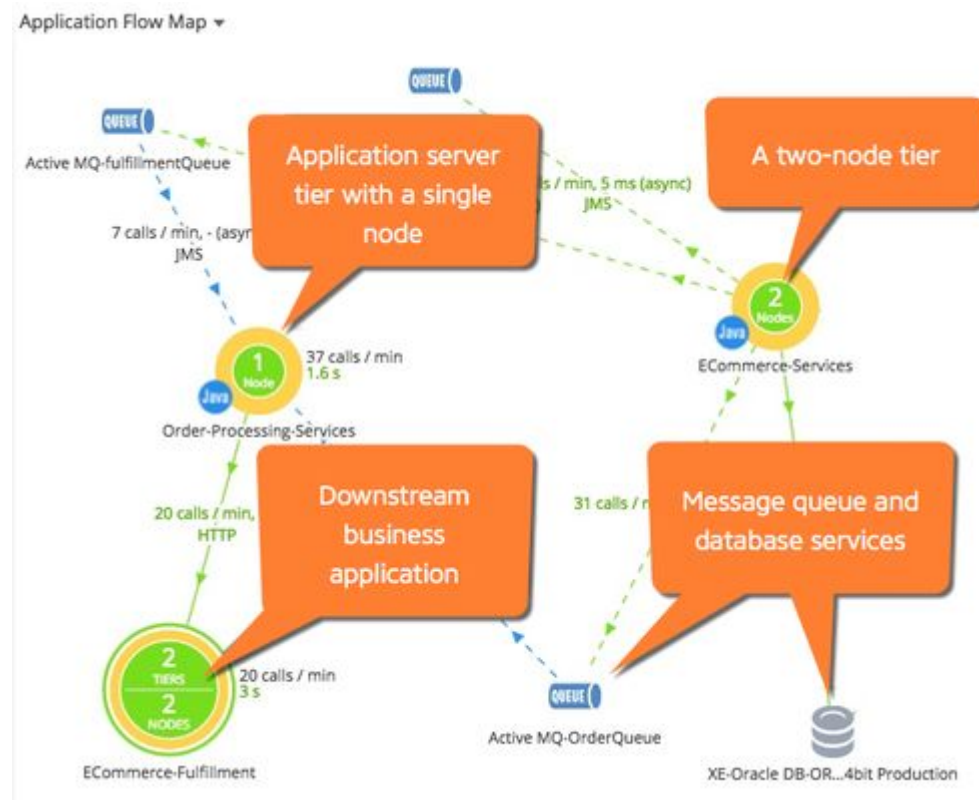 Application Flow Map
QUEUE
QUEUE
Active MQ-fulfillmentQueue
Application server
tier with a single
node
A two-node tier
/ min, 5 ms (async)
JMS
7 calls / min, - (asyn
JMS
2
Nodes
Java
ECommerce-Services
1
Node
Java
37 calls / min
1.6 s
Order-Processing-Services
Downstream
business
application
Message queue and
database services
20 calls / min,
HTTP
31 calls /
2
TIERS
2
NODES
20 calls / min
3 s
ECommerce-Fulfillment
QUEUE
Active MQ-OrderQueue
XE-Oracle DB-OR...4bit Production